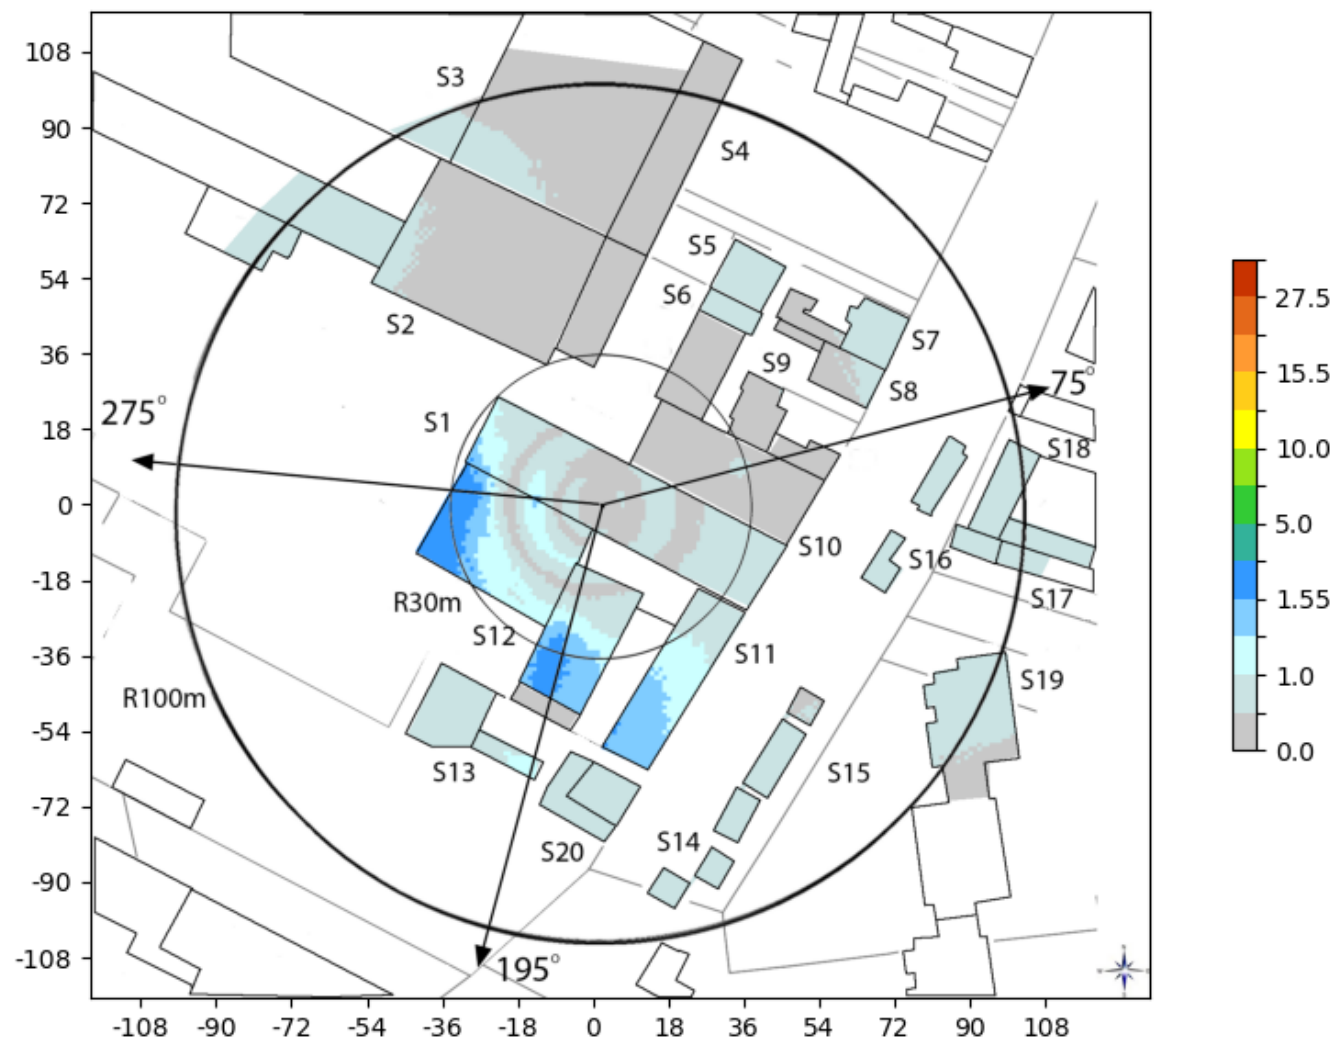 108
S3
S4
90
72
S5
54
S6
27.5
S2
S7
36
S9
S8
75°
15.5
275°
S1
18
S18
10.0
0
5.0
S10
S16
-18
R30m
S17
1.55
S12
-36
S11
S19
1.0
R100m
-54
0.0
S13
S15
-72
S14
S20
-90
-108
195°
-108 -90 -72 -54 -36 -18 0 18 36 54 72 90 108